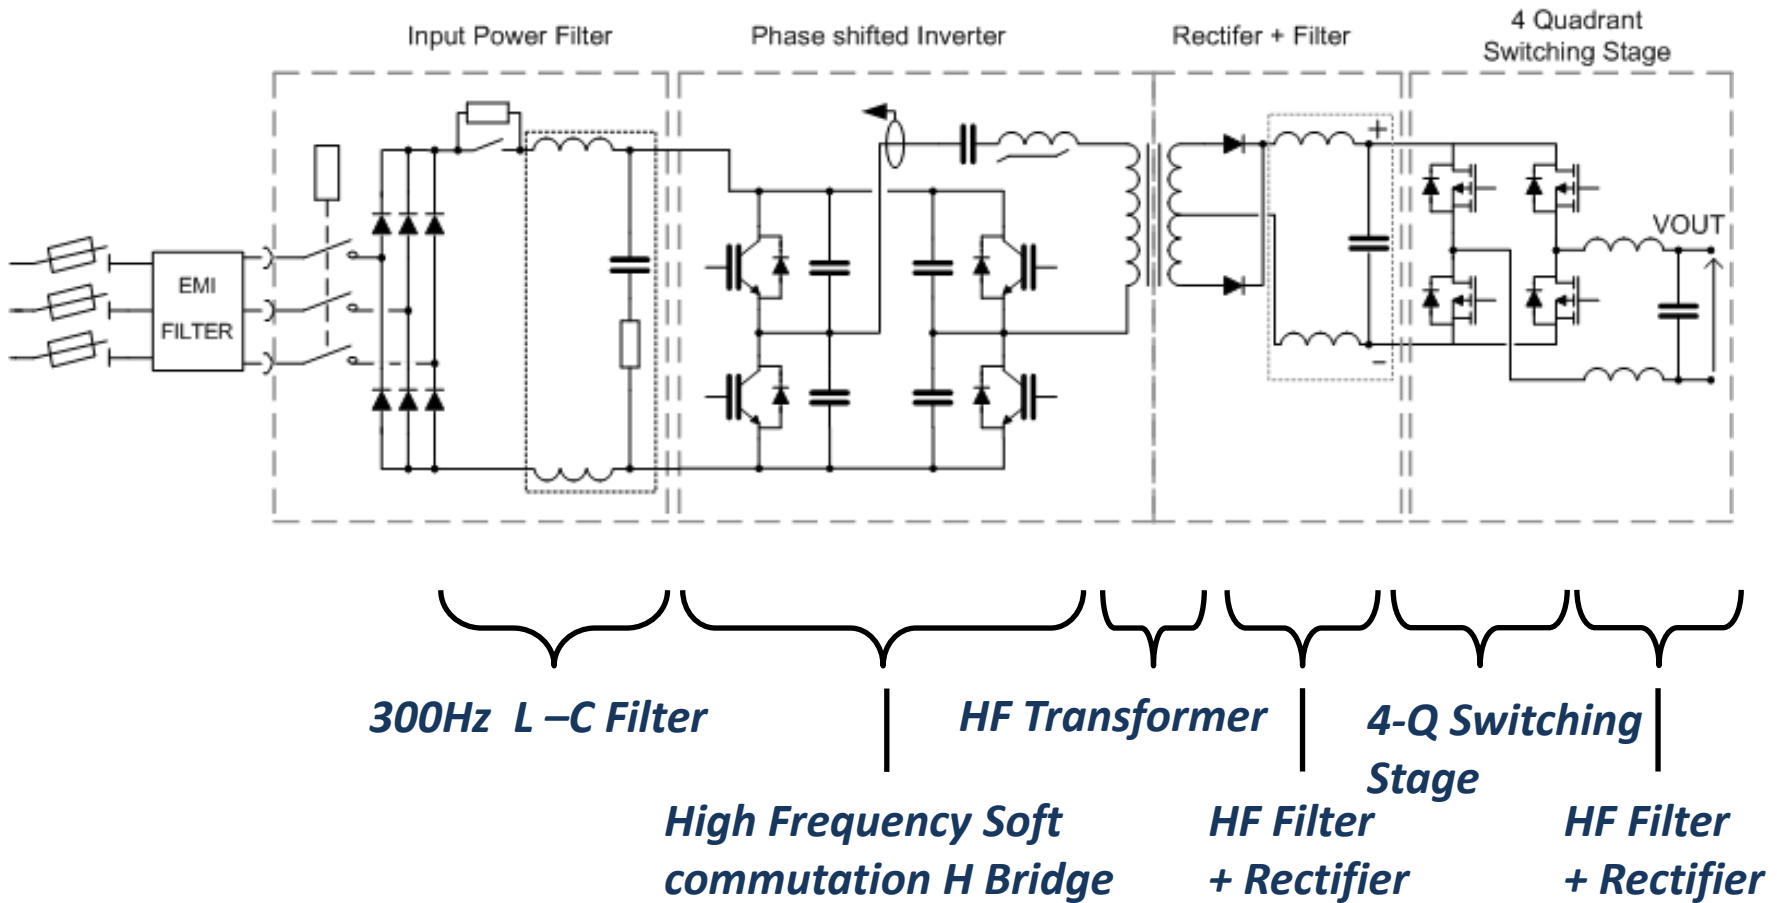 Input Power Filter
Phase shifted Inverter
Rectifer + Filter
4 Quadrant
Switching Stage
EMI
FILTER
+
−
VOUT
300Hz  L –C Filter
HF Transformer
4-Q Switching
Stage
High Frequency Soft
commutation H Bridge
HF Filter
+ Rectifier
HF Filter
+ Rectifier